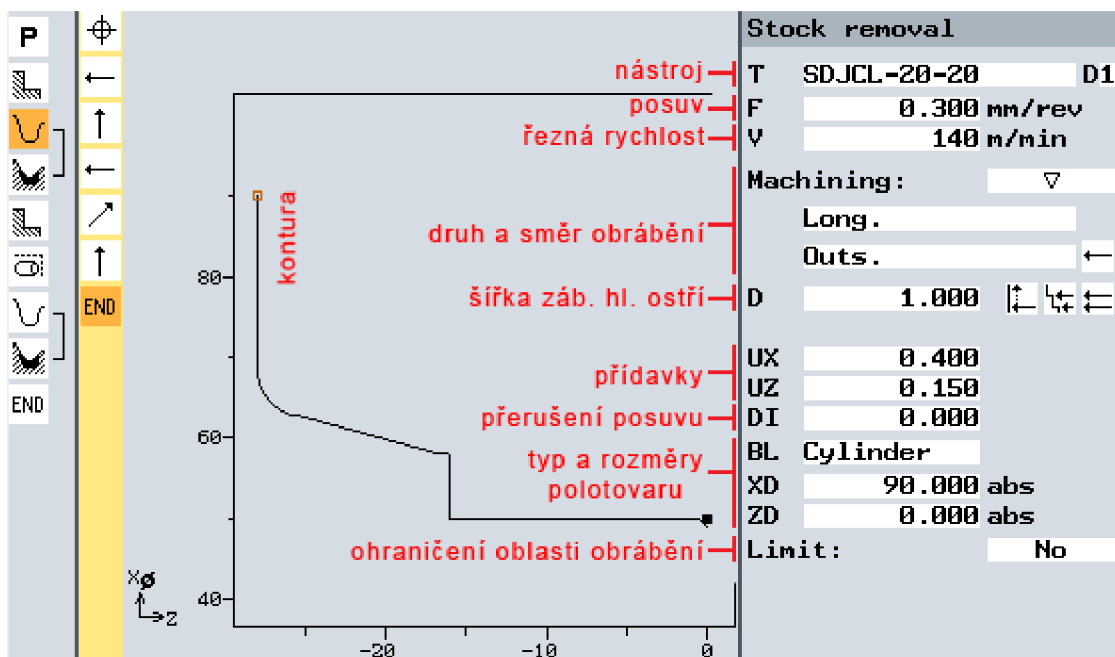 P
END
END
kontura
80
60
40
-20
-10
0
Xø
Z
nástroj
posuv
řezná rychlost
druh a směr obrábění
šířka záb. hl. ostří
přídavky
přerušení posuvu
typ a rozměry
polotovaru
ohraničení oblasti obrábění
Stock removal
T SDJCL-20-20 D1
F 0.300 mm/rev
V 140 m/min
Machining: ▽
Long.
Outs. ←
D 1.000
UX 0.400
UZ 0.150
DI 0.000
BL Cylinder
XD 90.000 abs
ZD 0.000 abs
Limit: No